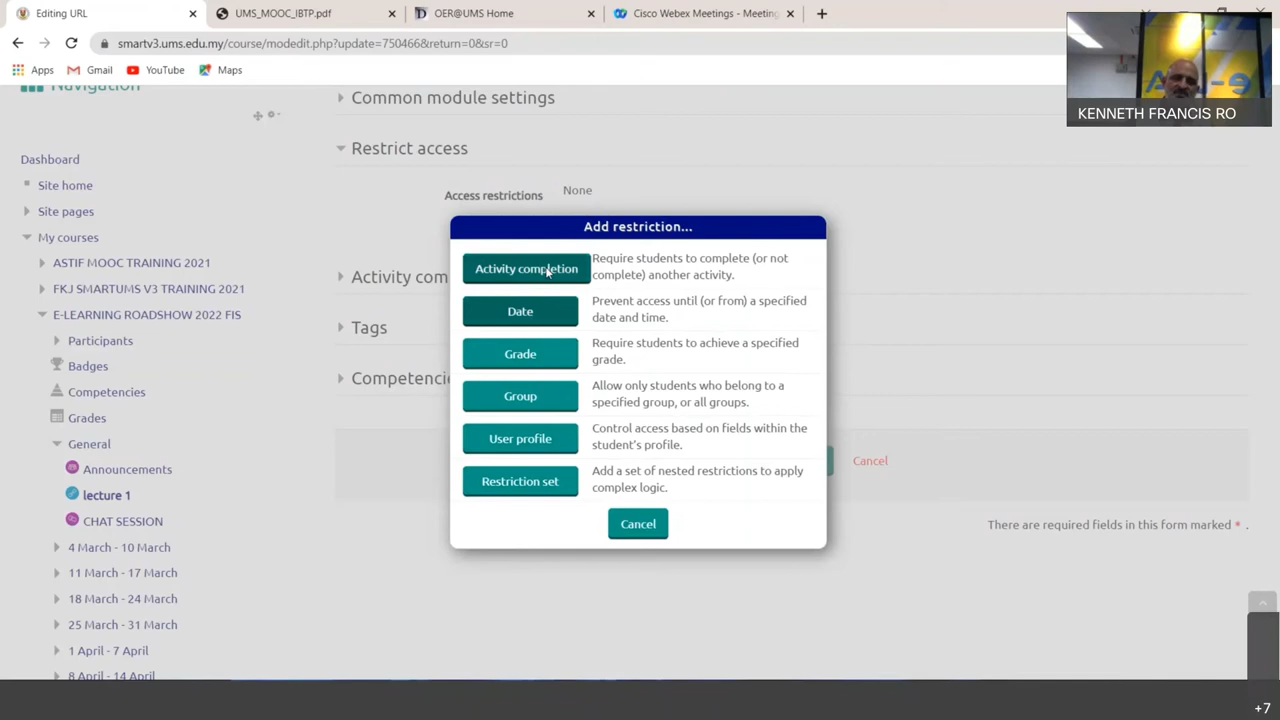 Editing URL
UMS_MOOC_IBTP.pdf
OER@UMS Home
Cisco Webex Meetings - Meeting
smartv3.ums.edu.my/course/modedit.php?update=750466&return=0&sr=0
Apps
Gmail
YouTube
Maps
KENNETH FRANCIS RO
Navigation
Dashboard
Site home
Site pages
My courses
ASTIF MOOC TRAINING 2021
FKJ SMARTUMS V3 TRAINING 2021
E-LEARNING ROADSHOW 2022 FIS
Participants
Badges
Competencies
Grades
General
Announcements
lecture 1
CHAT SESSION
4 March - 10 March
11 March - 17 March
18 March - 24 March
25 March - 31 March
1 April - 7 April
8 April - 14 April
Common module settings
Restrict access
Access restrictions
None
Activity com
Tags
Competencie
Add restriction...
Activity completion
Require students to complete (or not
complete) another activity.
Date
Prevent access until (or from) a specified
date and time.
Grade
Require students to achieve a specified
grade.
Group
Allow only students who belong to a
specified group, or all groups.
User profile
Control access based on fields within the
student's profile.
Restriction set
Add a set of nested restrictions to apply
complex logic.
Cancel
Cancel
There are required fields in this form marked * .
+7